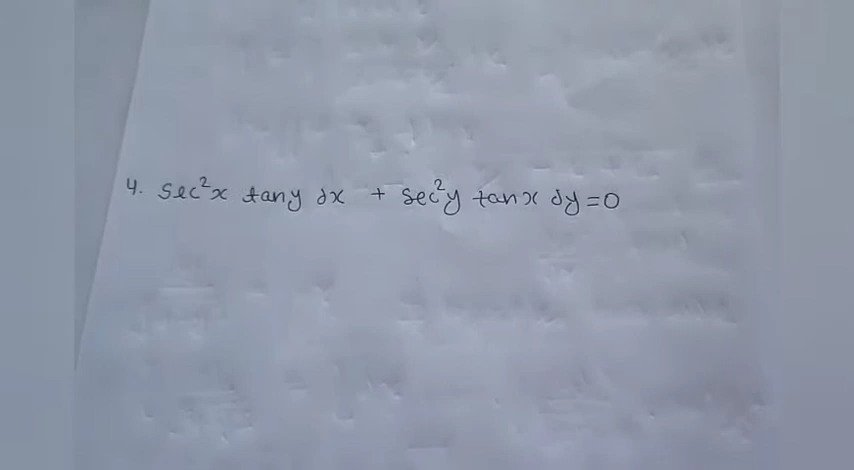 4. sec²x tany dx + sec²y tanx dy=0